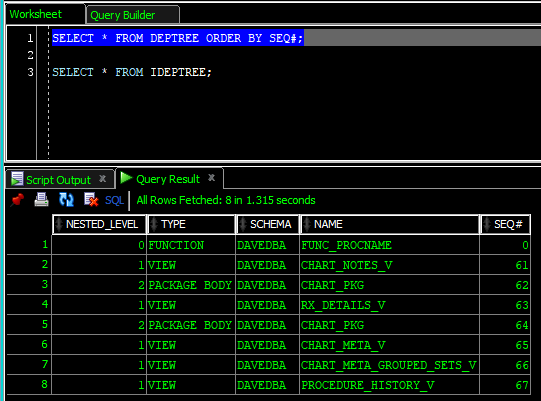 Worksheet Query Builder
1 SELECT * FROM DEPTREE ORDER BY SEQ#;
2
3 SELECT * FROM IDEPTREE;
Script Output x Query Result x
SQL All Rows Fetched: 8 in 1.315 seconds
NESTED_LEVEL TYPE SCHEMA NAME SEQ#
1 0 FUNCTION DAVEDBA FUNC_PROCNAME 0
2 1 VIEW DAVEDBA CHART_NOTES_V 61
3 2 PACKAGE BODY DAVEDBA CHART_PKG 62
4 1 VIEW DAVEDBA RX_DETAILS_V 63
5 2 PACKAGE BODY DAVEDBA CHART_PKG 64
6 1 VIEW DAVEDBA CHART_META_V 65
7 1 VIEW DAVEDBA CHART_META_GROUPED_SETS_V 66
8 1 VIEW DAVEDBA PROCEDURE_HISTORY_V 67